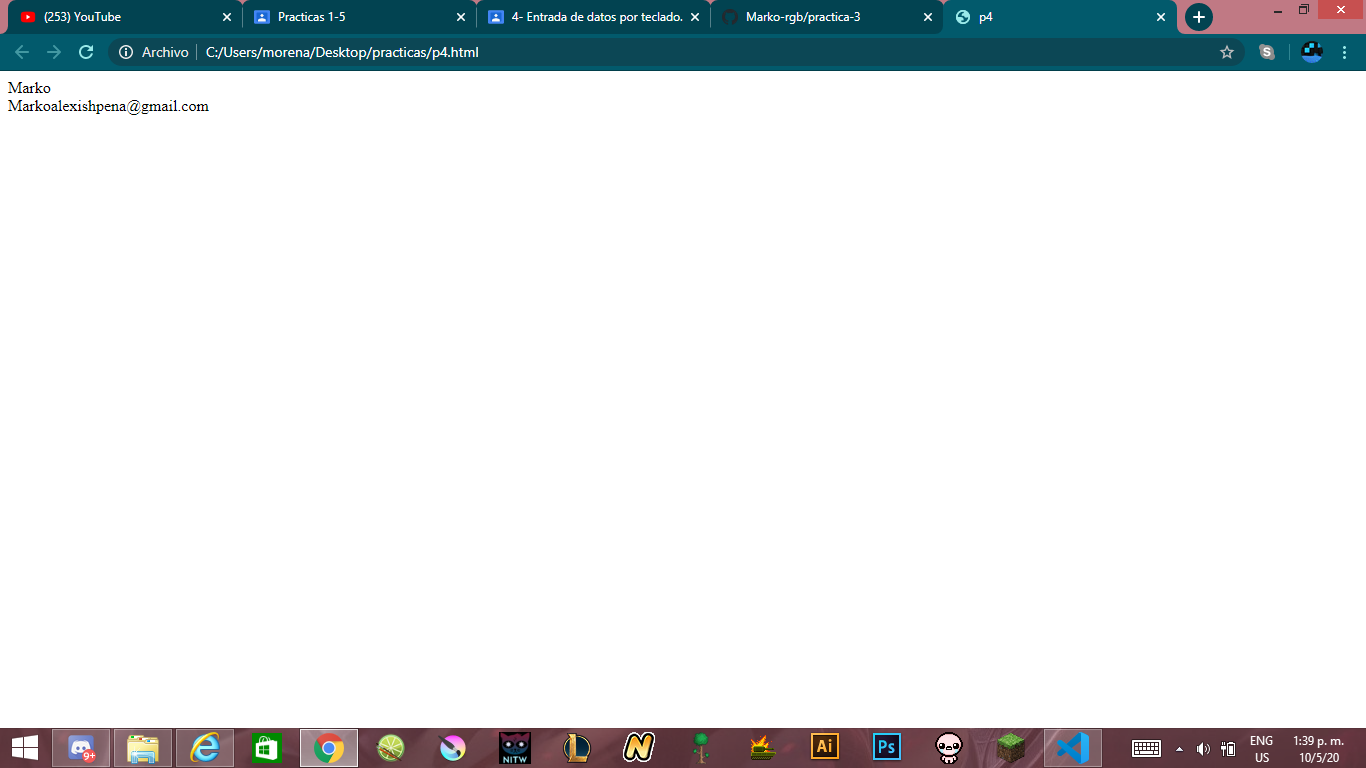 (253) YouTube
Practicas 1-5
4- Entrada de datos por teclado.
Marko-rgb/practica-3
p4
Archivo
C:/Users/morena/Desktop/practicas/p4.html
Marko
Markoalexishpena@gmail.com
9+
NITW
L
N
Ai
Ps
ENG
US
1:39 p. m.
10/5/20